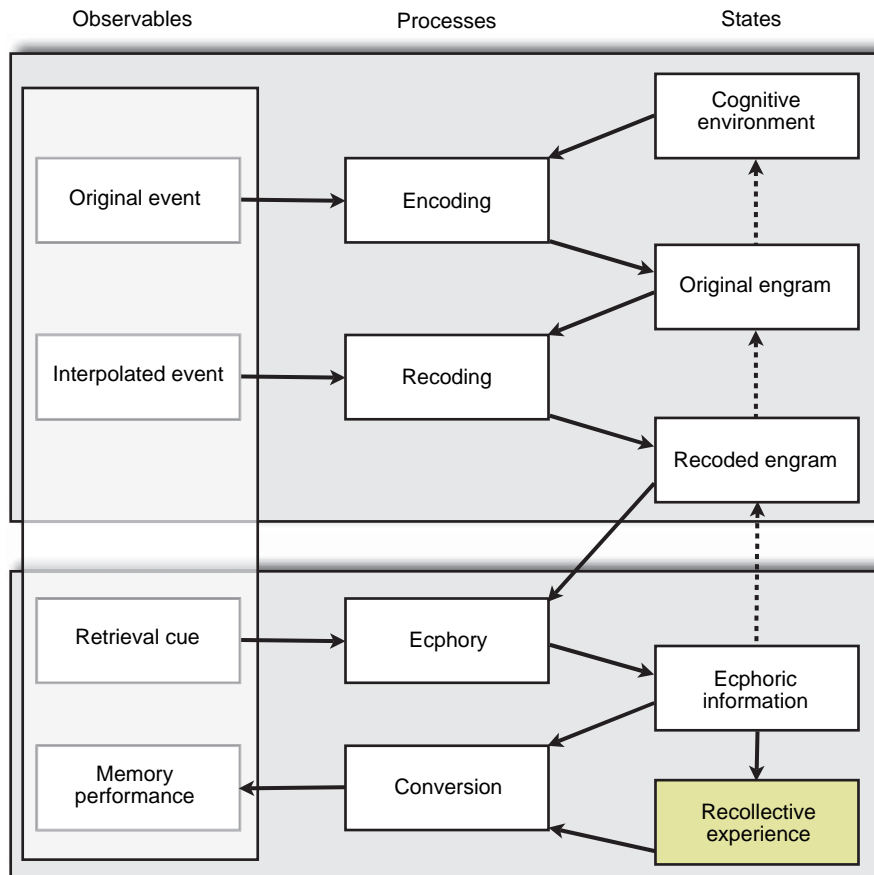 Observables
Processes
States
Cognitive
environment
Original event
Encoding
Original engram
Interpolated event
Recoding
Recoded engram
Retrieval cue
Ecphory
Ecphoric
information
Memory
performance
Conversion
Recollective
experience